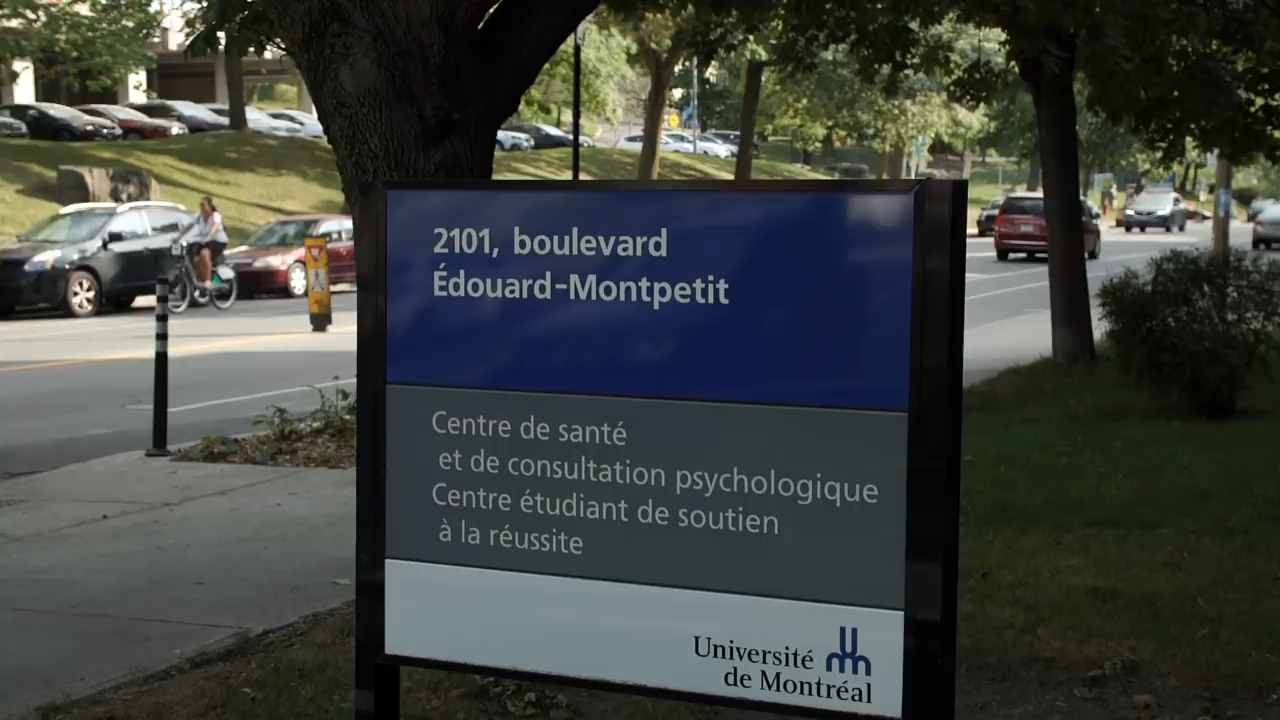 2101, boulevard
Édouard-Montpetit
Centre de santé
et de consultation psychologique
Centre étudiant de soutien
à la réussite
Université
de Montréal